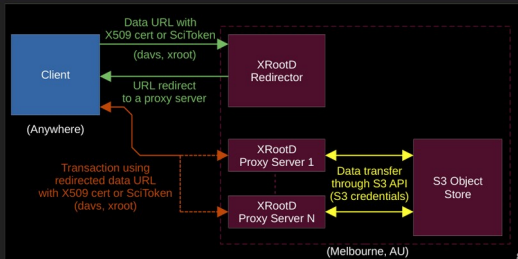 Data URL with
X509 cert or SciToken
(davs, xroot)
Client
XRootD
Redirector
URL redirect
to a proxy server
(Anywhere)
XRootD
Proxy Server 1
Transaction using
redirected data URL
with X509 cert or SciToken
(davs, xroot)
Data transfer
through S3 API
(S3 credentials)
S3 Object
Store
XRootD
Proxy Server N
(Melbourne, AU)